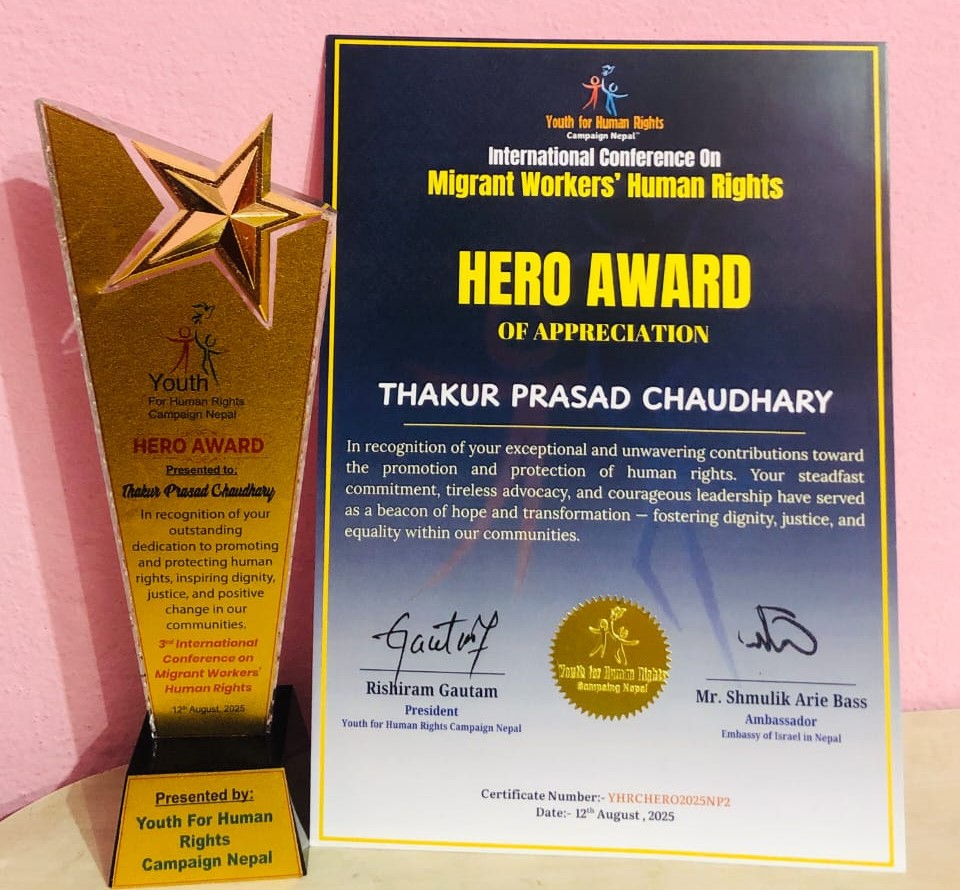 Youth
For Human Rights
Campaign Nepal
HERO AWARD
Presented to:
Thakur Prasad Chaudhary
In recognition of your
outstanding
dedication to promoting
and protecting human
rights, inspiring dignity,
justice, and positive
change in our
communities.
3rd International
Conference on
Migrant Workers'
Human Rights
12th August, 2025
Presented by:
Youth For Human
Rights
Campaign Nepal
Youth for Human Rights
Campaign Nepal™
International Conference On
Migrant Workers' Human Rights
HERO AWARD
OF APPRECIATION
THAKUR PRASAD CHAUDHARY
In recognition of your exceptional and unwavering contributions toward
the promotion and protection of human rights. Your steadfast
commitment, tireless advocacy, and courageous leadership have served
as a beacon of hope and transformation — fostering dignity, justice, and
equality within our communities.
Rishiram Gautam
President
Youth for Human Rights Campaign Nepal
Youth for Human Rights
Campaing Nepal
Mr. Shmulik Arie Bass
Ambassador
Embassy of Israel in Nepal
Certificate Number:- YHRCHERO2025NP2
Date:- 12th August , 2025